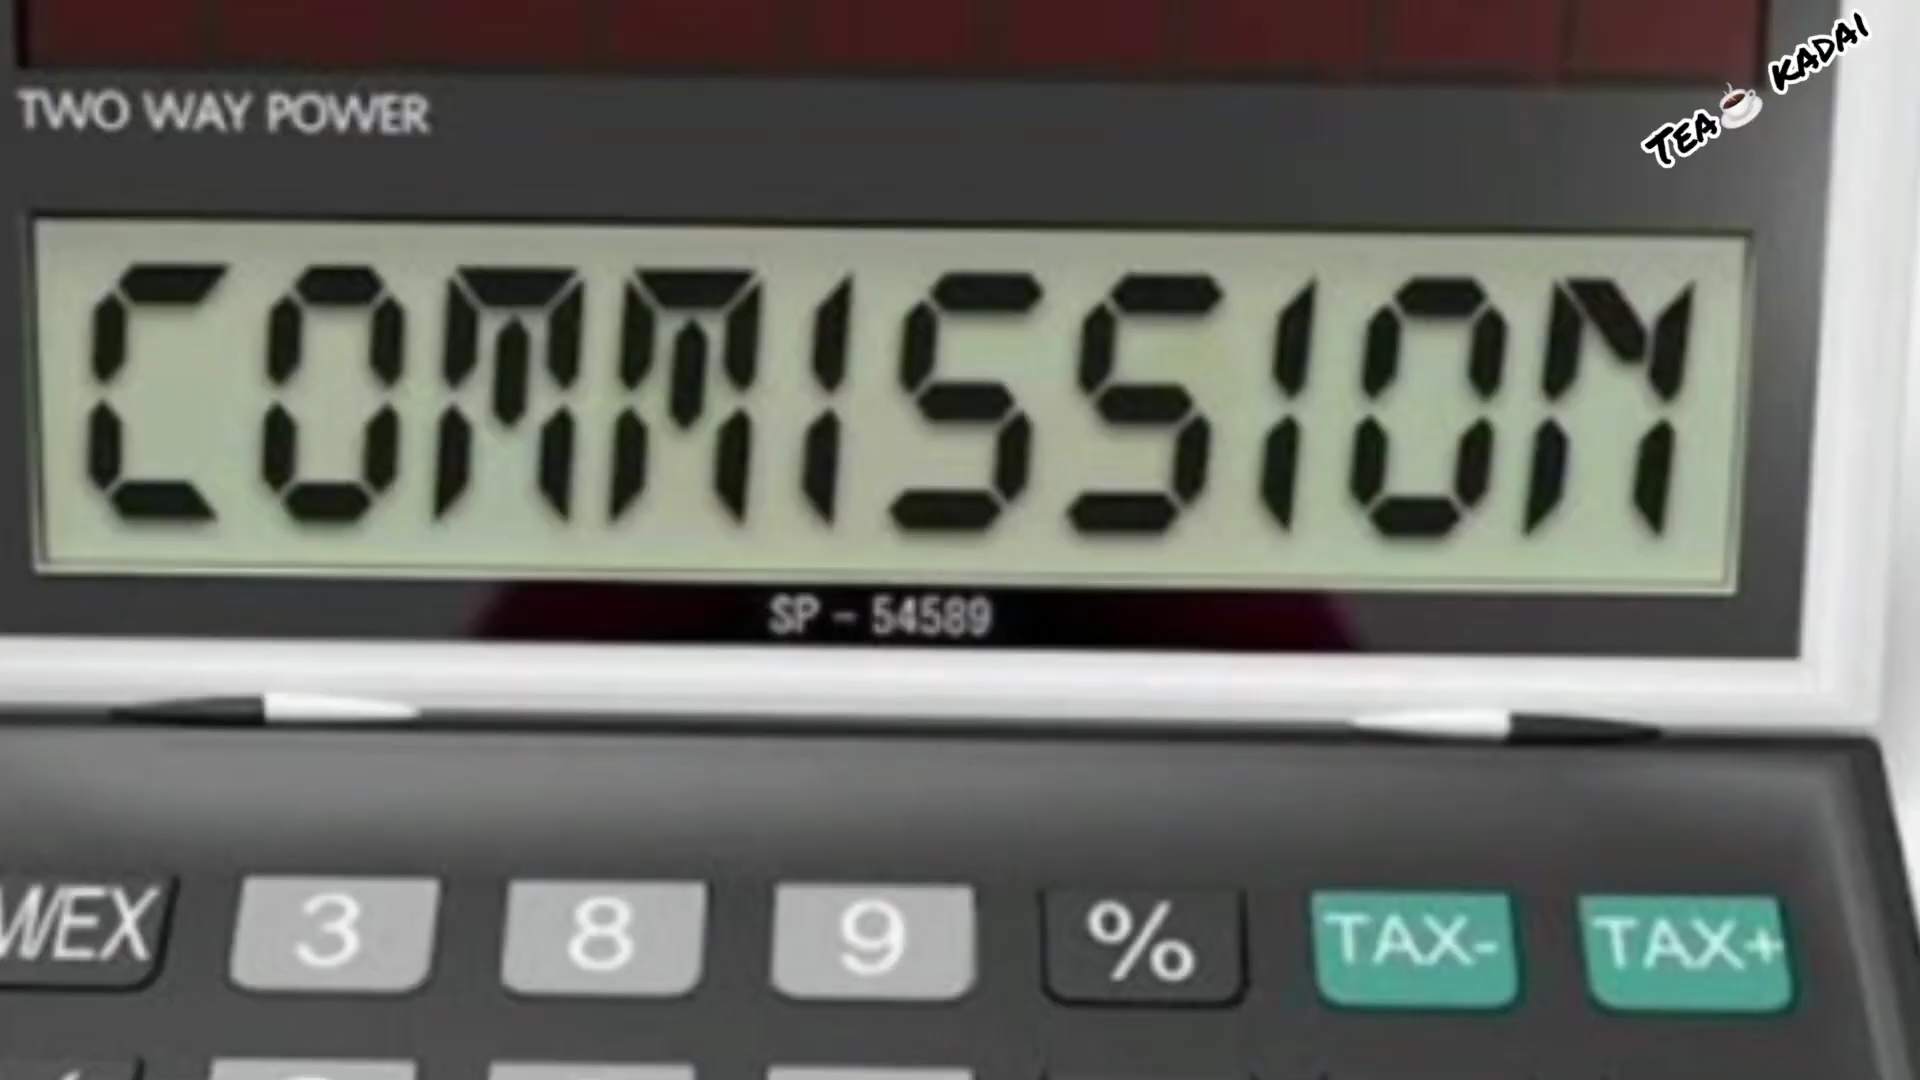 TEA KADAI
TWO WAY POWER
COMMISSION
SP - 54589
WEX 3 8 9 % TAX- TAX+